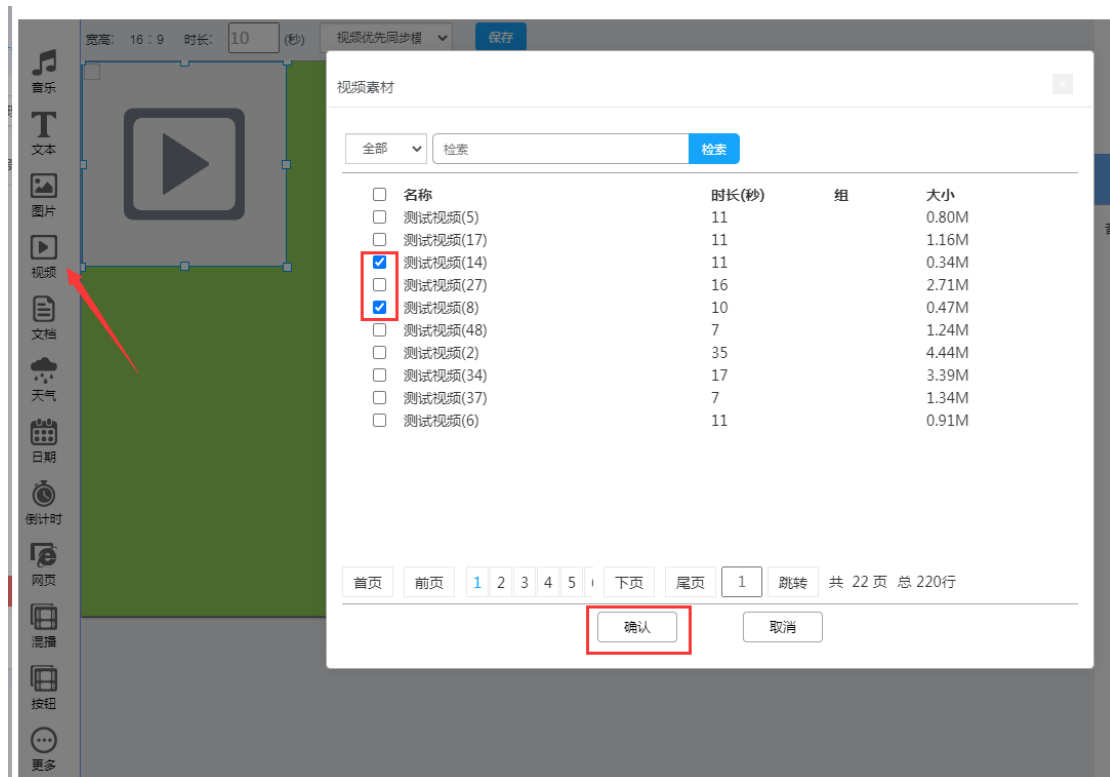 宽高: 16 : 9 时长: 10 (秒) 视频优先同步模 保存
音乐
文本
图片
视频
文档
天气
日期
倒计时
网页
混播
按钮
更多
视频素材
x
全部 检索 检索
名称 时长(秒) 组 大小
测试视频(5) 11 0.80M
测试视频(17) 11 1.16M
测试视频(14) 11 0.34M
测试视频(27) 16 2.71M
测试视频(8) 10 0.47M
测试视频(48) 7 1.24M
测试视频(2) 35 4.44M
测试视频(34) 17 3.39M
测试视频(37) 7 1.34M
测试视频(6) 11 0.91M
首页 前页 1 2 3 4 5 下页 尾页 1 跳转 共 22 页 总 220行
确认 取消